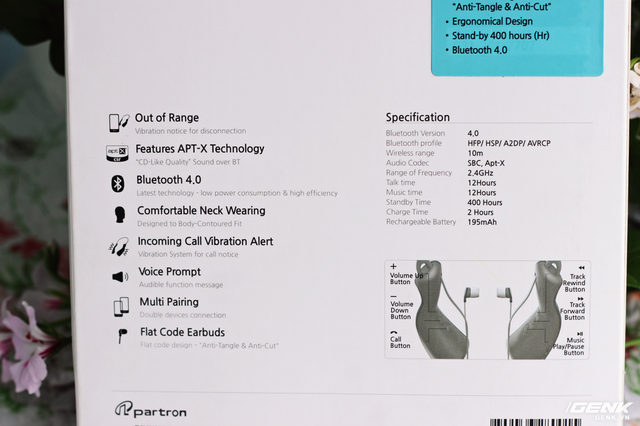 "Anti-Tangle & Anti-Cut"
• Ergonomical Design
• Stand-by 400 hours (Hr)
• Bluetooth 4.0
Out of Range
Vibration notice for disconnection
Features APT-X Technology
"CD-Like Quality" Sound over BT
Bluetooth 4.0
Latest technology - low power consumption & high efficiency
Comfortable Neck Wearing
Designed to Body-Contoured Fit
Incoming Call Vibration Alert
Vibration System for call notice
Voice Prompt
Audible function message
Multi Pairing
Double devices connection
Flat Code Earbuds
Flat code design - "Anti-Tangle & Anti-Cut"
partron
Specification
Bluetooth Version 4.0
Bluetooth profile HFP/ HSP/ A2DP/ AVRCP
Wireless range 10m
Audio Codec SBC, Apt-X
Range of Frequency 2.4GHz
Talk time 12Hours
Music time 12Hours
Standby Time 400 Hours
Charge Time 2 Hours
Rechargeable Battery 195mAh
+
Volume Up
Button
−
Volume
Down
Button
Call
Button
Track
Rewind
Button
Track
Forward
Button
Music
Play/Pause
Button
GENK
GENK.VN